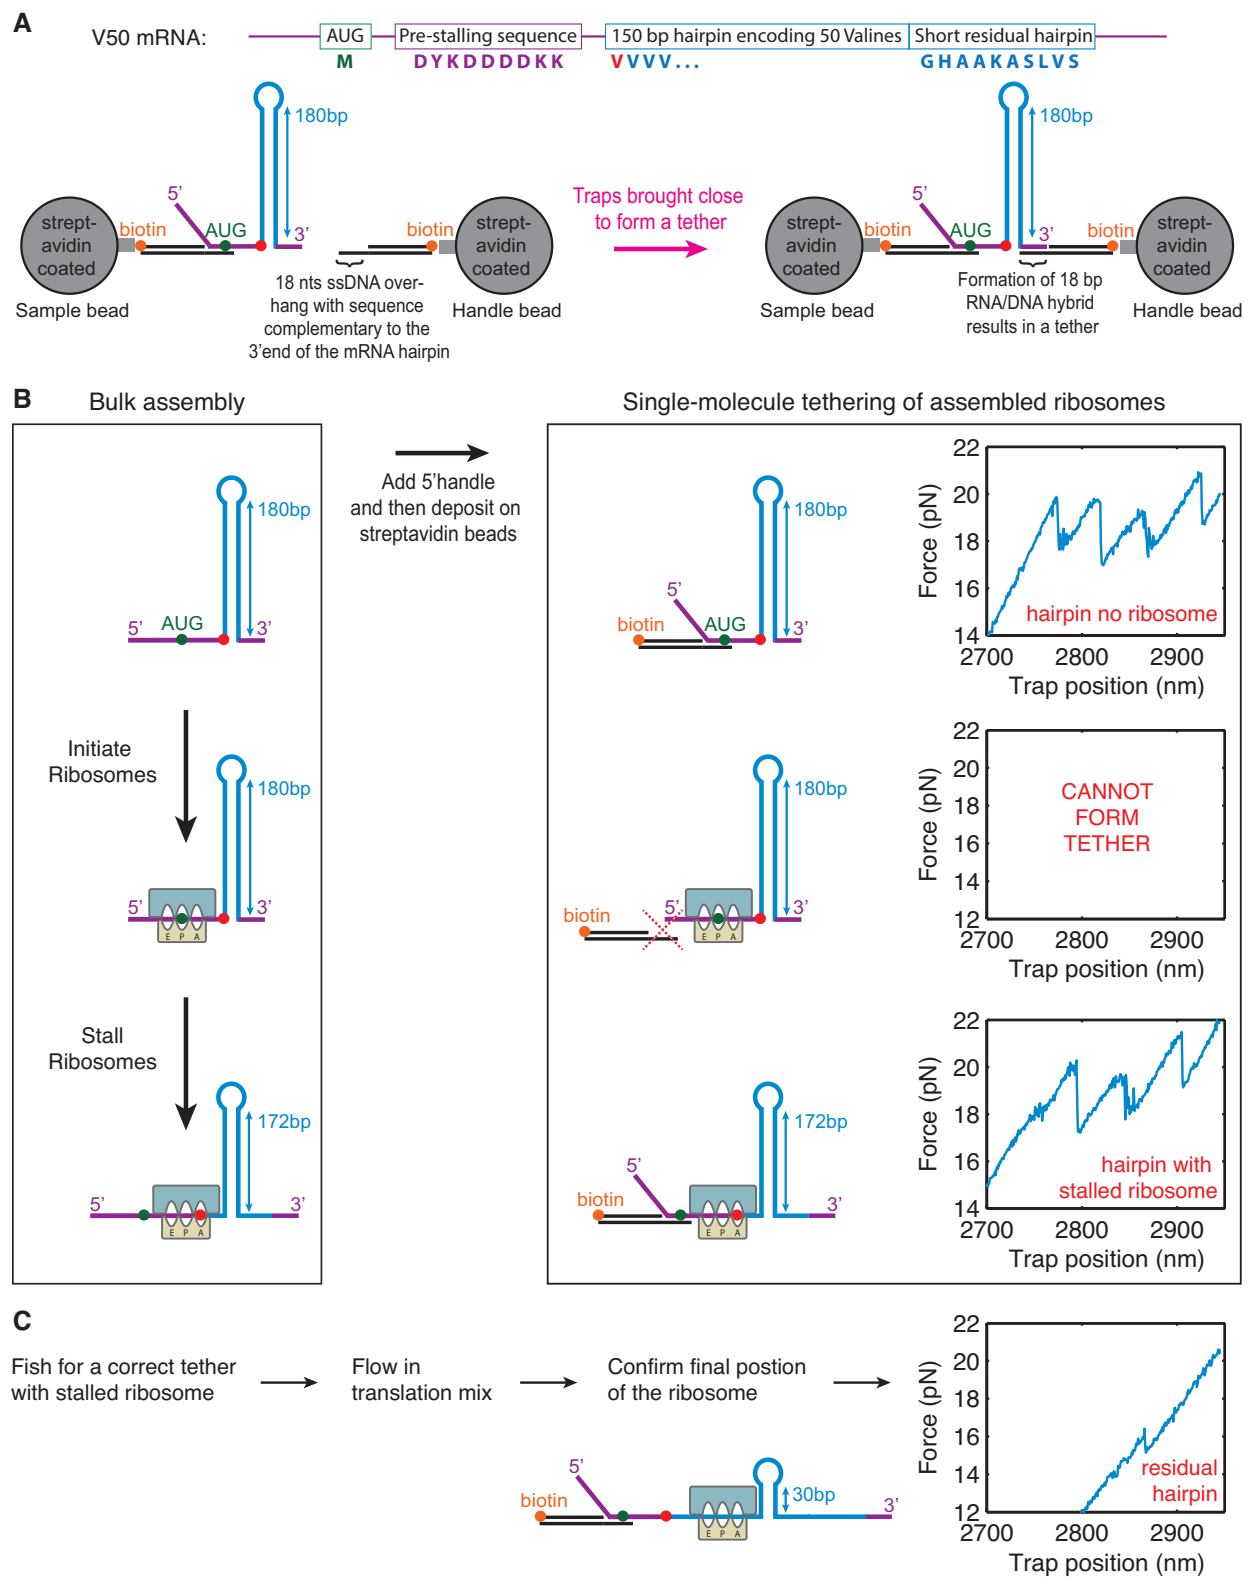 A
V50 mRNA:
AUG
Pre-stalling sequence
150 bp hairpin encoding 50 Valines
Short residual hairpin
M
DYKDDDDKK
VVVV...
GHAAKASLVS
180bp
5’
strept-
avidin
coated
biotin
AUG
3’
biotin
strept-
avidin
coated
Sample bead
18 nts ssDNA over-
hang with sequence
complementary to the
3’end of the mRNA hairpin
Handle bead
Traps brought close
to form a tether
180bp
5’
strept-
avidin
coated
biotin
AUG
3’
biotin
strept-
avidin
coated
Sample bead
Formation of 18 bp
RNA/DNA hybrid
results in a tether
Handle bead
B
Bulk assembly
Single-molecule tethering of assembled ribosomes
Add 5’handle
and then deposit on
streptavidin beads
180bp
5’
AUG
3’
Initiate
Ribosomes
180bp
5’
3’
E P A
Stall
Ribosomes
172bp
5’
3’
E P A
180bp
5’
biotin
AUG
3’
Force (pN)
22
20
18
16
14
hairpin no ribosome
2700 2800 2900
Trap position (nm)
180bp
biotin
5’
3’
E P A
Force (pN)
22
20
18
16
14
12
CANNOT
FORM
TETHER
2700 2800 2900
Trap position (nm)
172bp
5’
biotin
3’
E P A
Force (pN)
22
20
18
16
14
hairpin with
stalled ribosome
2700 2800 2900
Trap position (nm)
C
Fish for a correct tether
with stalled ribosome
Flow in
translation mix
Confirm final postion
of the ribosome
5’
biotin
30bp
3’
E P A
Force (pN)
22
20
18
16
14
12
residual
hairpin
2700 2800 2900
Trap position (nm)